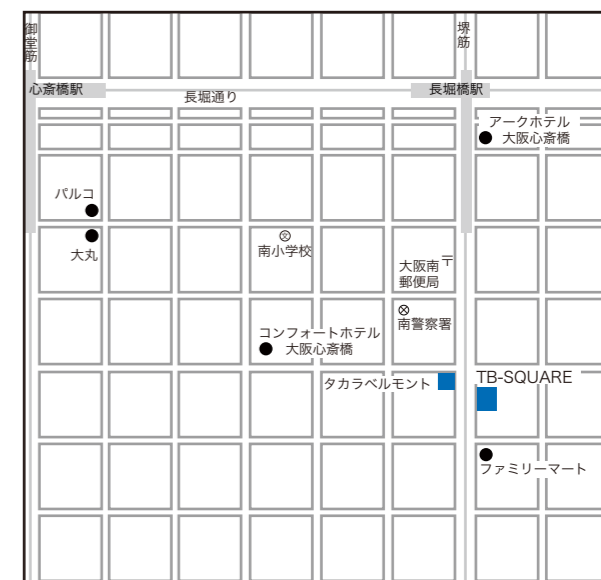 御堂筋
堺筋
心斎橋駅
長堀橋駅
長堀通り
アークホテル
大阪心斎橋
パルコ
大丸
文
南小学校
大阪南〒
郵便局
南警察署
コンフォートホテル
大阪心斎橋
タカラベルモント
TB-SQUARE
ファミリーマート